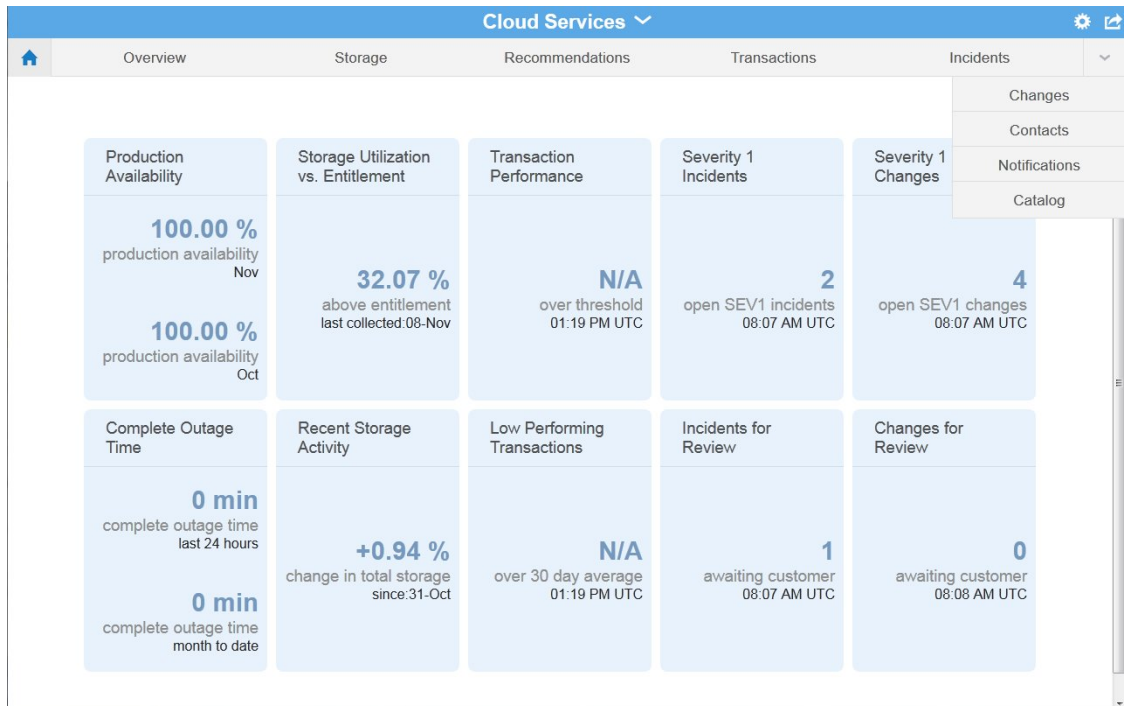 Cloud Services
Overview
Storage
Recommendations
Transactions
Incidents
Changes
Contacts
Notifications
Catalog
Production
Availability
100.00 %
production availability
Nov
100.00 %
production availability
Oct
Storage Utilization
vs. Entitlement
32.07 %
above entitlement
last collected:08-Nov
Transaction
Performance
N/A
over threshold
01:19 PM UTC
Severity 1
Incidents
2
open SEV1 incidents
08:07 AM UTC
Severity 1
Changes
4
open SEV1 changes
08:07 AM UTC
Complete Outage
Time
0 min
complete outage time
last 24 hours
0 min
complete outage time
month to date
Recent Storage
Activity
+0.94 %
change in total storage
since:31-Oct
Low Performing
Transactions
N/A
over 30 day average
01:19 PM UTC
Incidents for
Review
1
awaiting customer
08:07 AM UTC
Changes for
Review
0
awaiting customer
08:08 AM UTC